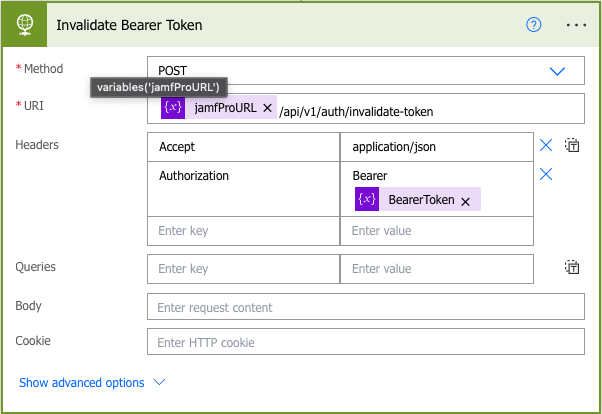 Invalidate Bearer Token
* Method
POST
variables('jamfProURL')
* URI
{x} jamfProURL × /api/v1/auth/invalidate-token
Headers
Accept
application/json
Authorization
Bearer
{x} BearerToken ×
Enter key
Enter value
Queries
Enter key
Enter value
Body
Enter request content
Cookie
Enter HTTP cookie
Show advanced options